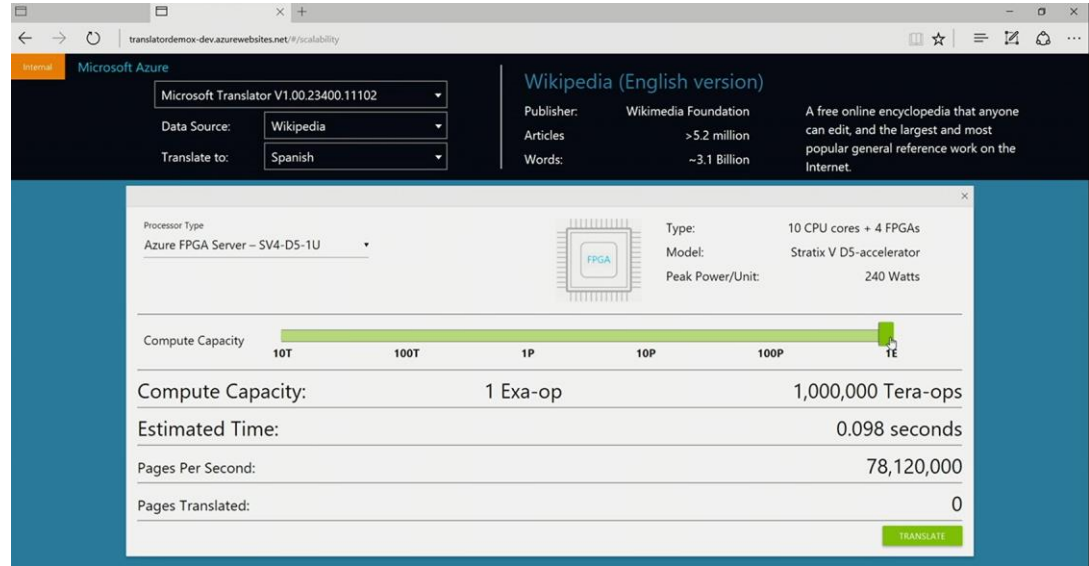 translatordemox-dev.azurewebsites.net/#/scalability
Internal
Microsoft Azure
Microsoft Translator V1.00.23400.11102
Data Source: Wikipedia
Translate to: Spanish
Wikipedia (English version)
Publisher: Wikimedia Foundation
Articles >5.2 million
Words: ~3.1 Billion
A free online encyclopedia that anyone
can edit, and the largest and most
popular general reference work on the
Internet.
Processor Type
Azure FPGA Server – SV4-D5-1U
FPGA
Type: 10 CPU cores + 4 FPGAs
Model: Stratix V D5-accelerator
Peak Power/Unit: 240 Watts
Compute Capacity
10T 100T 1P 10P 100P 1E
Compute Capacity: 1 Exa-op 1,000,000 Tera-ops
Estimated Time: 0.098 seconds
Pages Per Second: 78,120,000
Pages Translated: 0
TRANSLATE